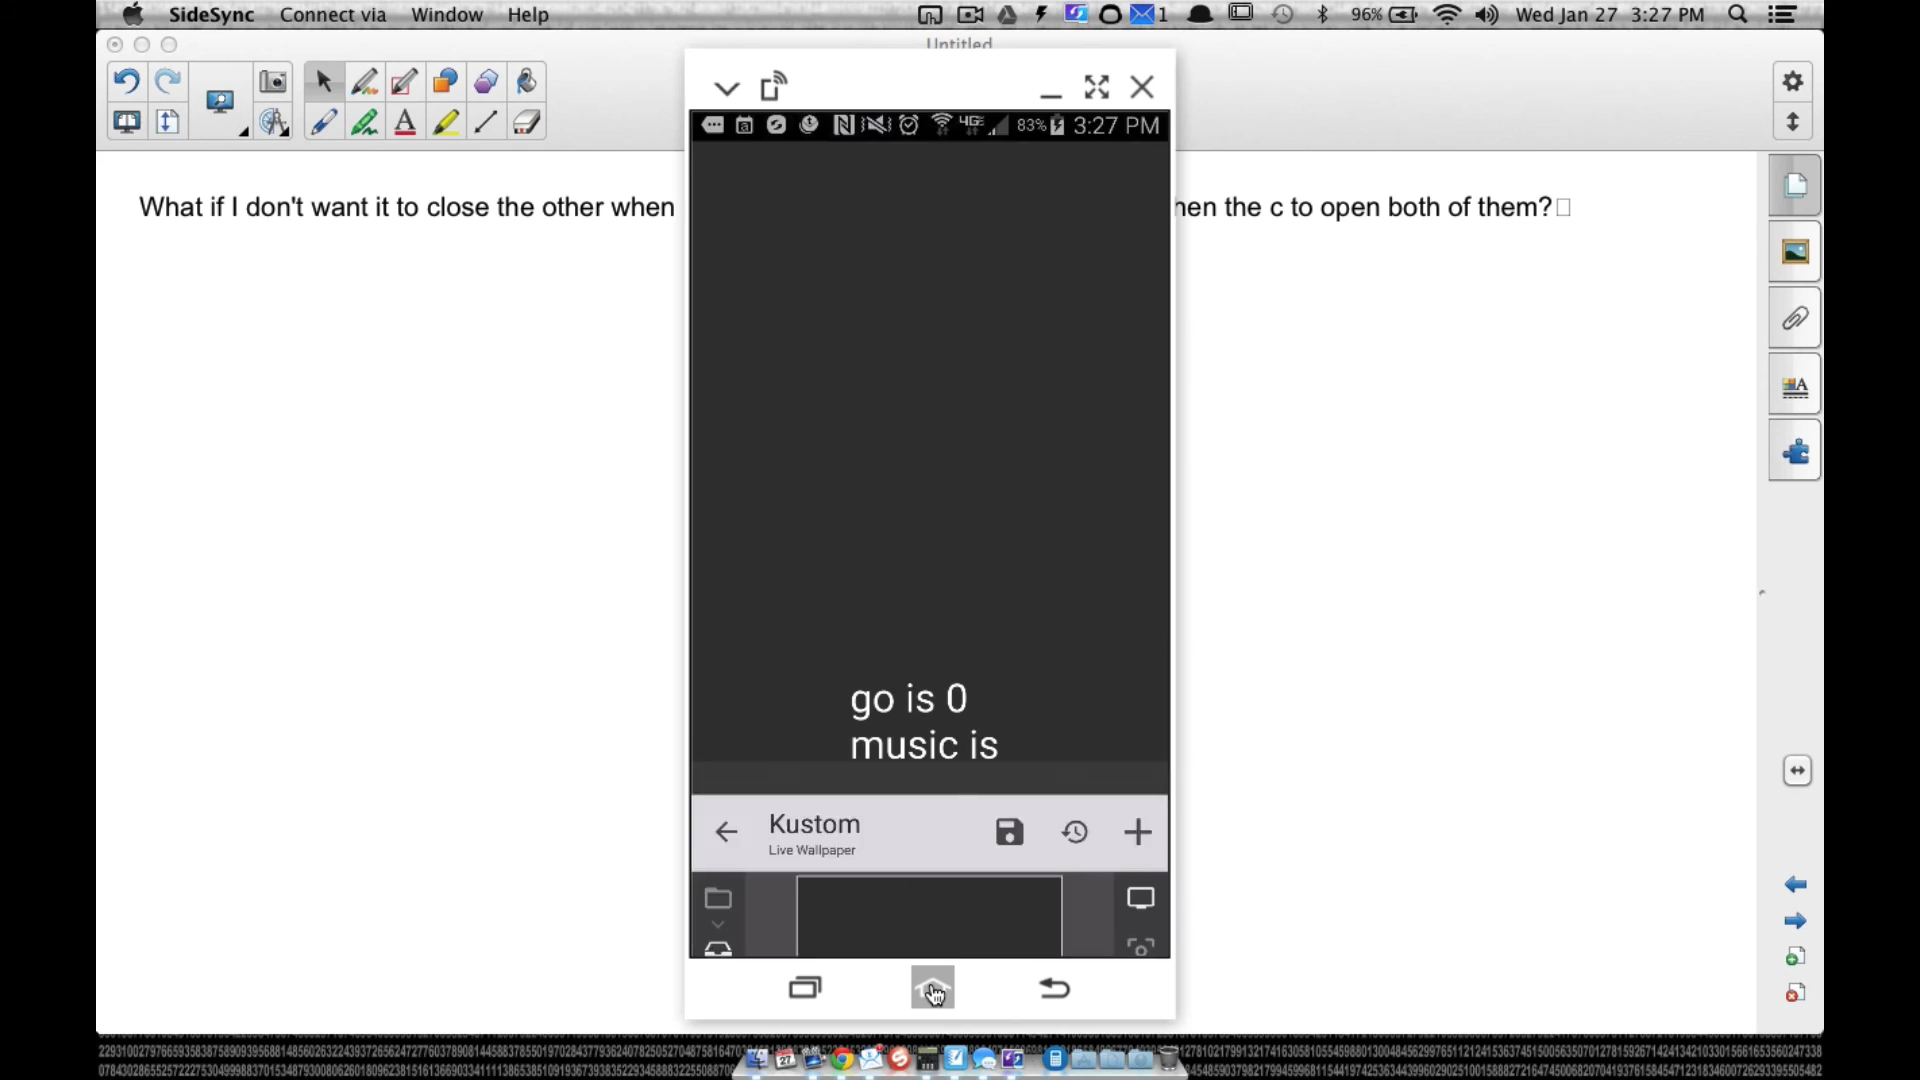 SideSync Connect via Window Help
1 96% Wed Jan 27 3:27 PM
Untitled
83% 3:27 PM
What if I don't want it to close the other when
hen the c to open both of them?
go is 0
music is
Kustom
Live Wallpaper